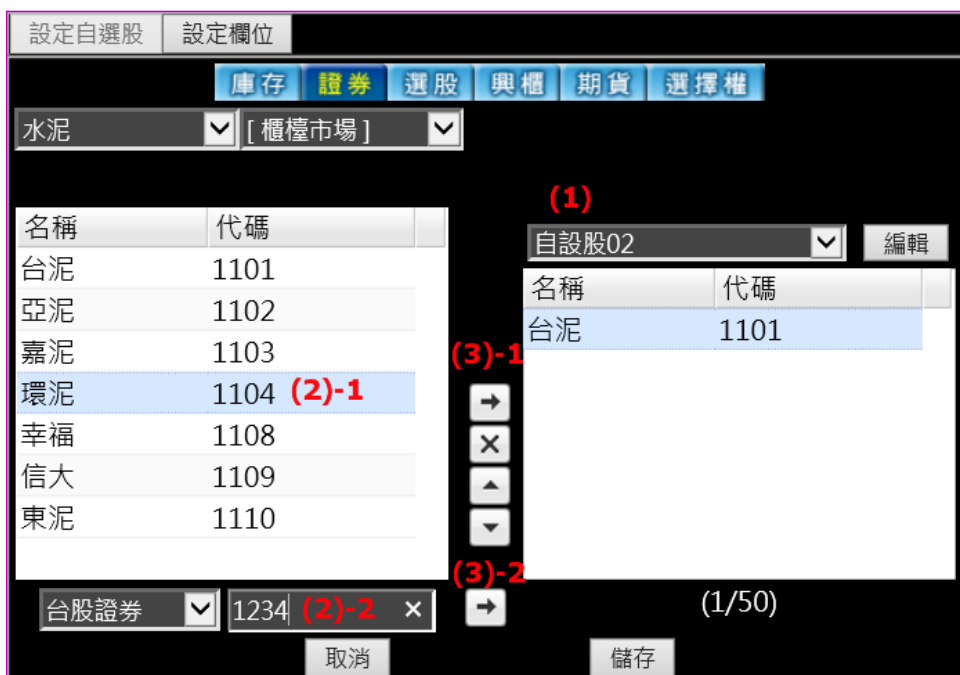 設定自選股 設定欄位
庫存 證券 選股 興櫃 期貨 選擇權
水泥 [ 櫃檯市場 ]
(1)
自設股02 編輯
名稱 代碼
台泥 1101
亞泥 1102
嘉泥 1103
環泥 1104 (2)-1
幸福 1108
信大 1109
東泥 1110
(3)-1
名稱 代碼
台泥 1101
(3)-2
台股證券 1234 (2)-2
(1/50)
取消 儲存